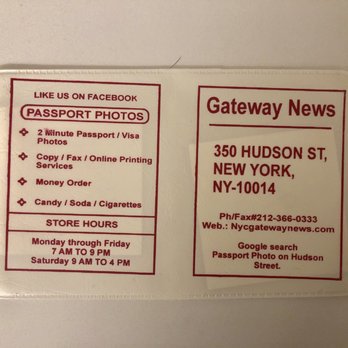 LIKE US ON FACEBOOK
PASSPORT PHOTOS
2 Minute Passport / Visa
Photos
Copy / Fax / Online Printing
Services
Money Order
Candy / Soda / Cigarettes
STORE HOURS
Monday through Friday
7 AM TO 9 PM
Saturday 9 AM TO 4 PM
Gateway News
350 HUDSON ST,
NEW YORK,
NY-10014
Ph/Fax#212-366-0333
Web.: Nycgatewaynews.com
Google search
Passport Photo on Hudson
Street.